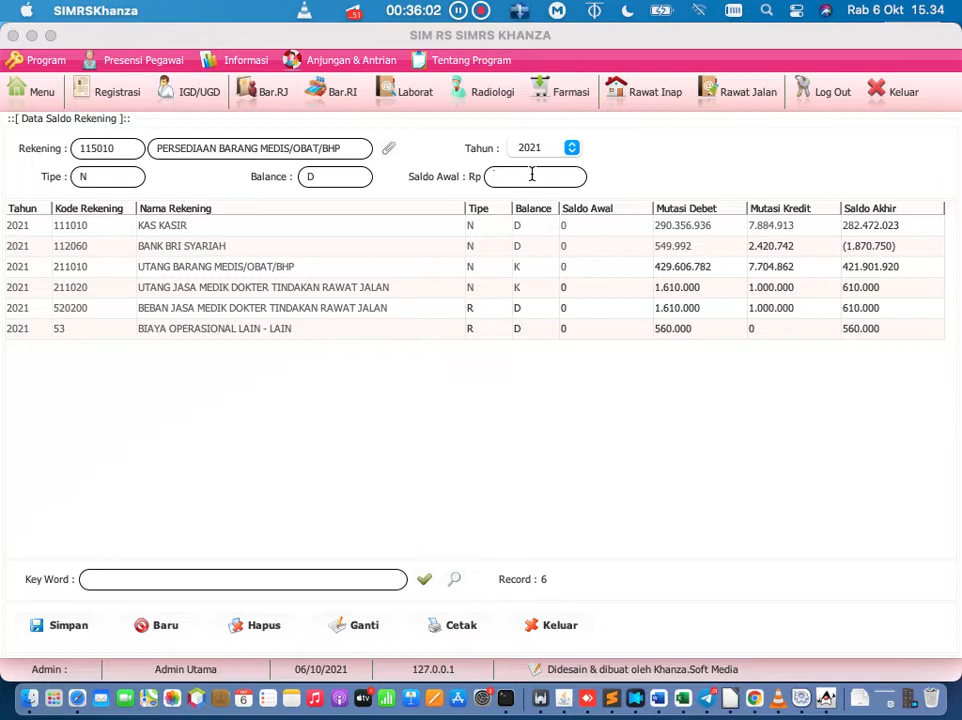 SIMRSKhanza 51 00:36:02 Rab 6 Okt 15.34
SIM RS SIMRS KHANZA
Program Presensi Pegawai Informasi Anjungan & Antrian Tentang Program
Menu Registrasi IGD/UGD Bar.RJ Bar.RI Laborat Radiologi Farmasi Rawat Inap Rawat Jalan Log Out Keluar
::[ Data Saldo Rekening ]::
Rekening : 115010 PERSEDIAAN BARANG MEDIS/OBAT/BHP Tahun : 2021
Tipe : N Balance : D Saldo Awal : Rp
Tahun Kode Rekening Nama Rekening Tipe Balance Saldo Awal Mutasi Debet Mutasi Kredit Saldo Akhir
2021 111010 KAS KASIR N D 0 290.356.936 7.884.913 282.472.023
2021 112060 BANK BRI SYARIAH N D 0 549.992 2.420.742 (1.870.750)
2021 211010 UTANG BARANG MEDIS/OBAT/BHP N K 0 429.606.782 7.704.862 421.901.920
2021 211020 UTANG JASA MEDIK DOKTER TINDAKAN RAWAT JALAN N K 0 1.610.000 1.000.000 610.000
2021 520200 BEBAN JASA MEDIK DOKTER TINDAKAN RAWAT JALAN R D 0 1.610.000 1.000.000 610.000
2021 53 BIAYA OPERASIONAL LAIN - LAIN R D 0 560.000 0 560.000
Key Word : Record : 6
Simpan Baru Hapus Ganti Cetak Keluar
Admin : Admin Utama 06/10/2021 127.0.0.1 Didesain & dibuat oleh Khanza.Soft Media